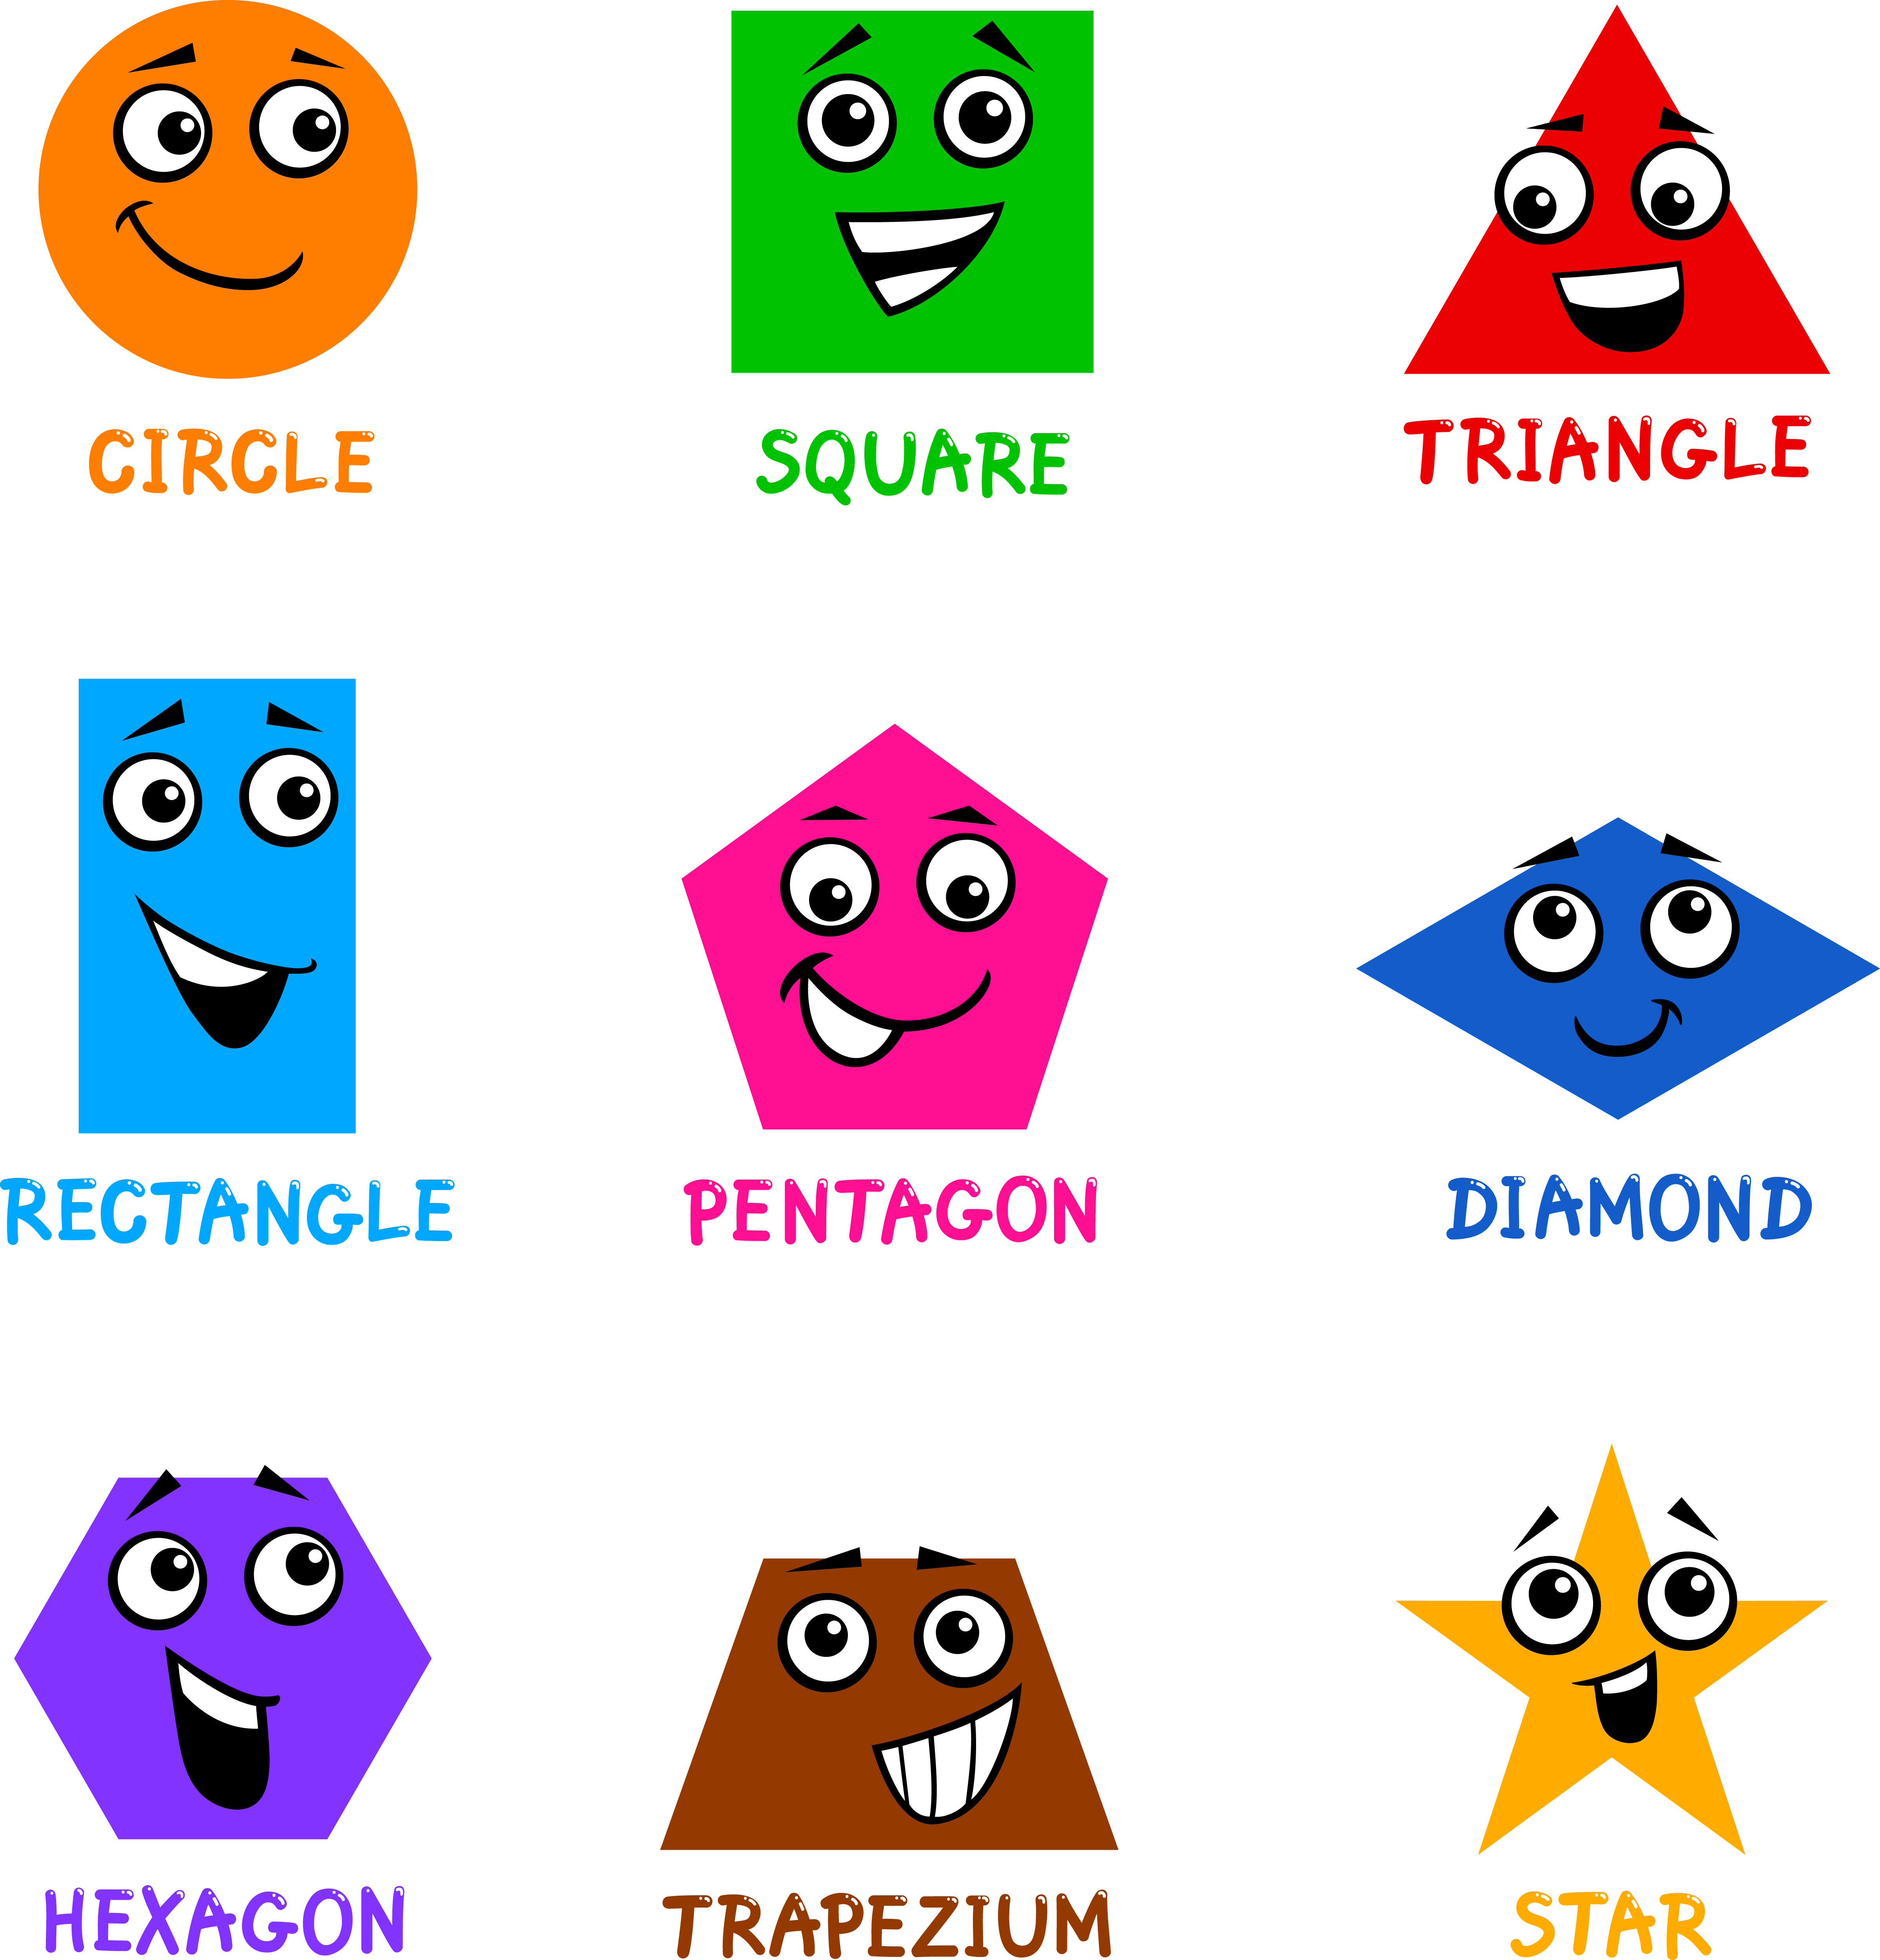 CIRCLE
SQUARE
TRIANGLE
RECTANGLE
PENTAGON
DIAMOND
HEXAGON
TRAPEZIUM
STAR